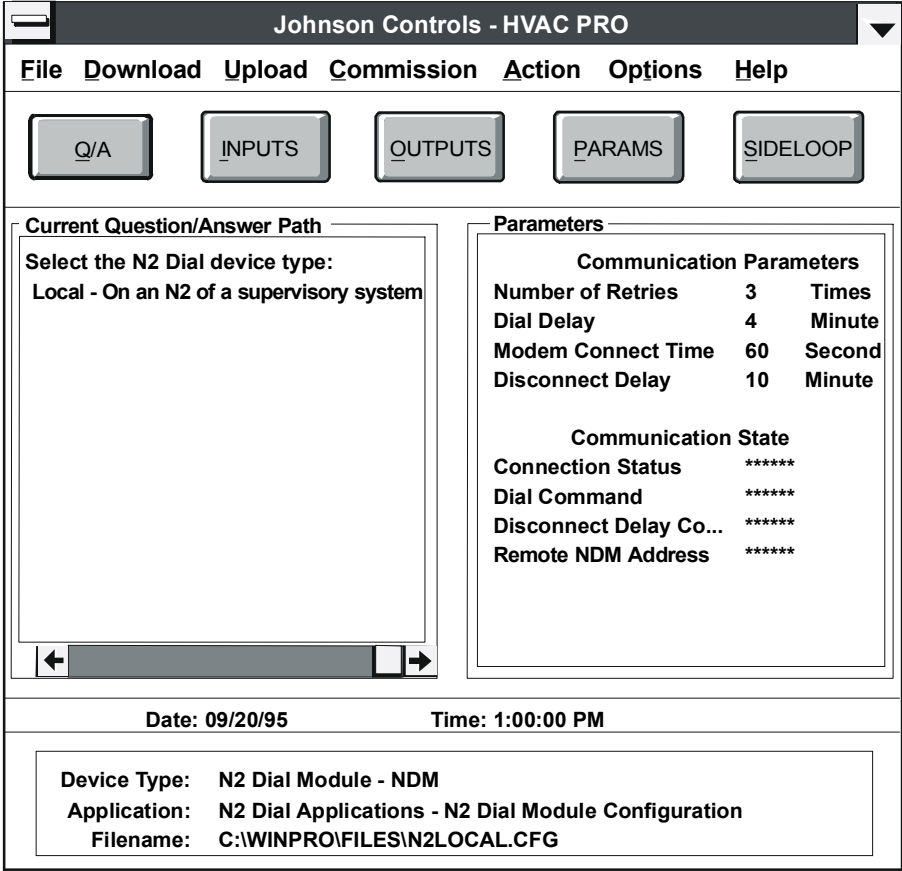 Johnson Controls - HVAC PRO
File Download Upload Commission Action Options Help
Q/A INPUTS OUTPUTS PARAMS SIDELOOP
Current Question/Answer Path
Select the N2 Dial device type:
Local - On an N2 of a supervisory system
Parameters
Communication Parameters
Number of Retries 3 Times
Dial Delay 4 Minute
Modem Connect Time 60 Second
Disconnect Delay 10 Minute
Communication State
Connection Status ******
Dial Command ******
Disconnect Delay Co... ******
Remote NDM Address ******
Date: 09/20/95 Time: 1:00:00 PM
Device Type: N2 Dial Module - NDM
Application: N2 Dial Applications - N2 Dial Module Configuration
Filename: C:\WINPRO\FILES\N2LOCAL.CFG